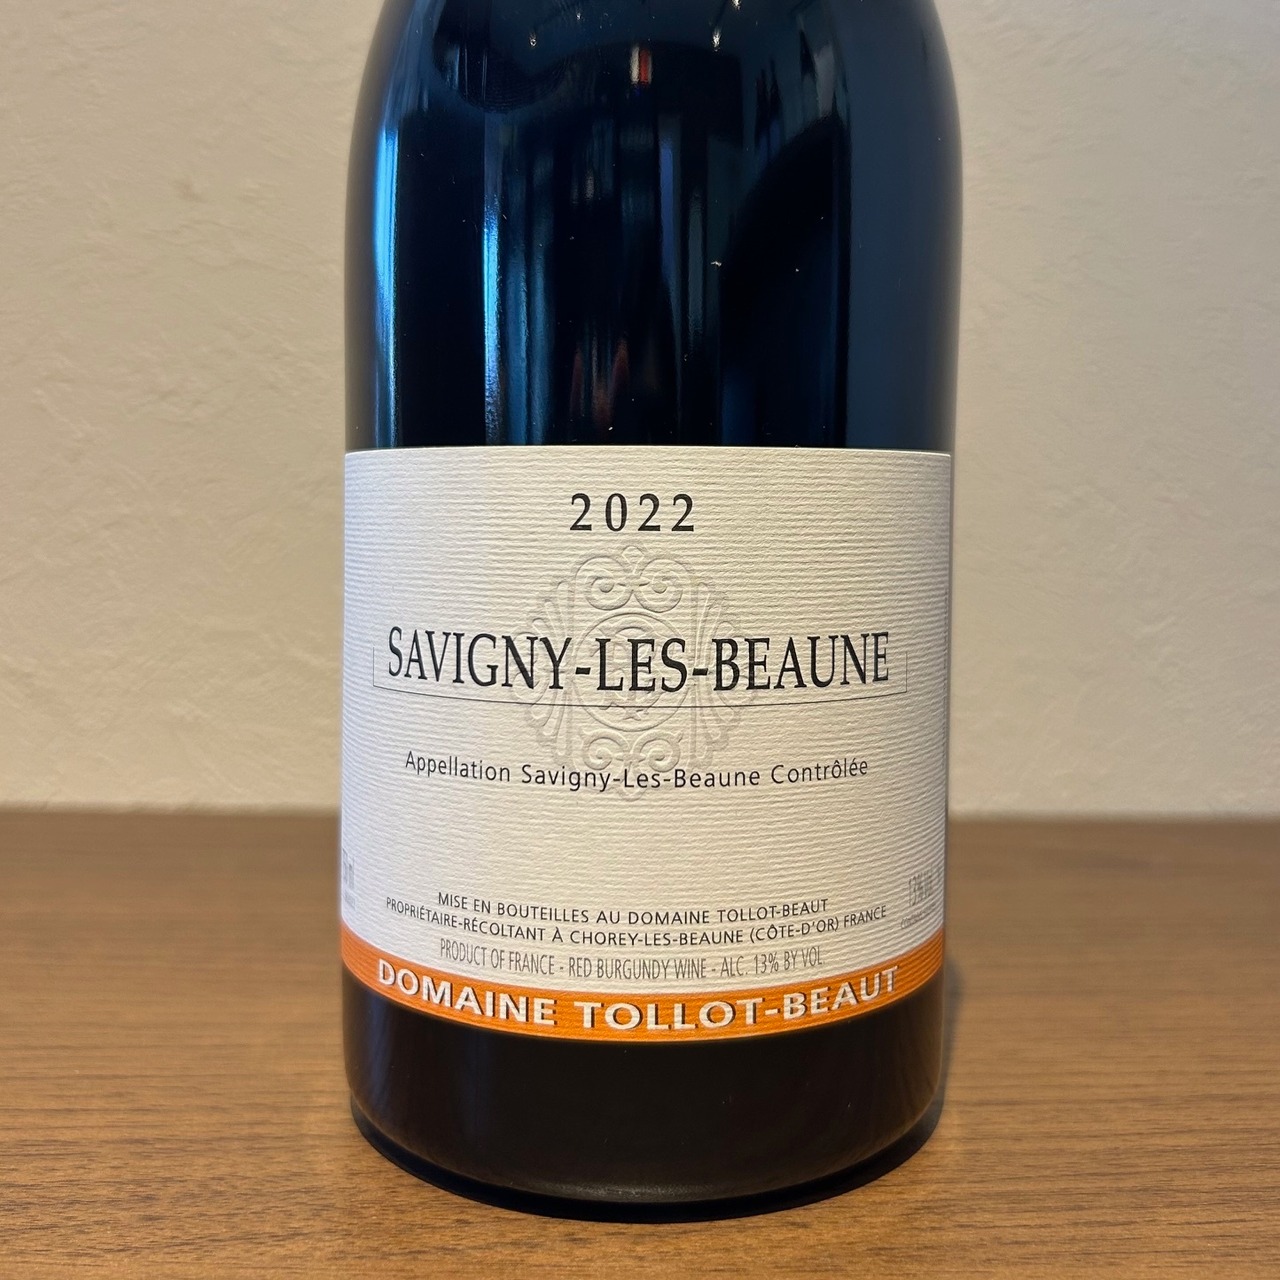 2022
SAVIGNY-LES-BEAUNE
Appellation Savigny-Les-Beaune Contrôlée
MISE EN BOUTEILLES AU DOMAINE TOLLOT-BEAUT
PROPRIÉTAIRE-RÉCOLTANT À CHOREY-LES-BEAUNE (CÔTE-D'OR) FRANCE
PRODUCT OF FRANCE - RED BURGUNDY WINE - ALC. 13% BY VOL
DOMAINE TOLLOT-BEAUT